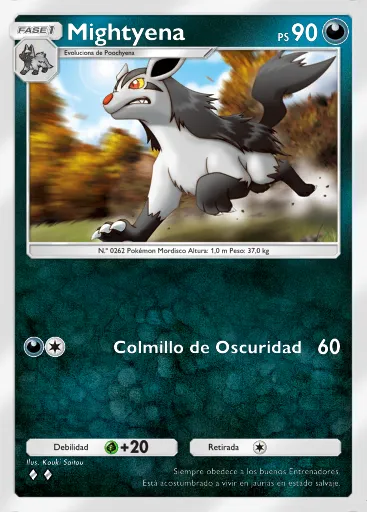 FASE 1
Mightyena
PS 90
Evoluciona de Poochyena
N.º 0262 Pokémon Mordisco Altura: 1,0 m Peso: 37,0 kg
Colmillo de Oscuridad 60
Debilidad +20
Retirada
Ilus. Kouki Saitou
Siempre obedece a los buenos Entrenadores.
Está acostumbrado a vivir en jaurías en estado salvaje.